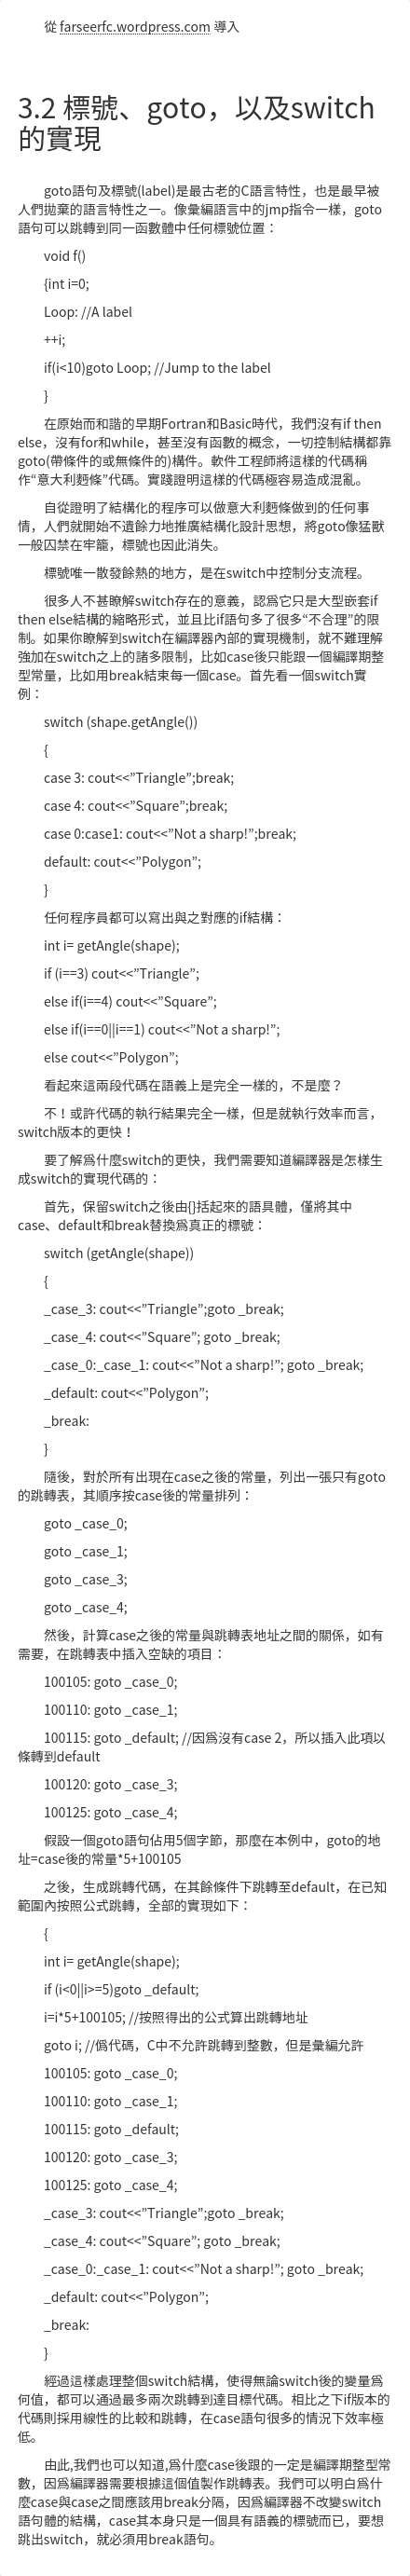 從 farseerfc.wordpress.com 導入
3.2 標號、goto，以及switch
的實現
goto語句及標號(label)是最古老的C語言特性，也是最早被
人們拋棄的語言特性之一。像彙編語言中的jmp指令一樣，goto
語句可以跳轉到同一函數體中任何標號位置：
void f()
{int i=0;
Loop: //A label
++i;
if(i<10)goto Loop; //Jump to the label
}
在原始而和諧的早期Fortran和Basic時代，我們沒有if then
else，沒有for和while，甚至沒有函數的概念，一切控制結構都靠
goto(帶條件的或無條件的)構件。軟件工程師將這樣的代碼稱
作“意大利麪條”代碼。實踐證明這樣的代碼極容易造成混亂。
自從證明了結構化的程序可以做意大利麪條做到的任何事
情，人們就開始不遺餘力地推廣結構化設計思想，將goto像猛獸
一般囚禁在牢籠，標號也因此消失。
標號唯一散發餘熱的地方，是在switch中控制分支流程。
很多人不甚瞭解switch存在的意義，認爲它只是大型嵌套if
then else結構的縮略形式，並且比if語句多了很多“不合理”的限
制。如果你瞭解到switch在編譯器內部的實現機制，就不難理解
強加在switch之上的諸多限制，比如case後只能跟一個編譯期整
型常量，比如用break結束每一個case。首先看一個switch實
例：
switch (shape.getAngle())
{
case 3: cout<<”Triangle”;break;
case 4: cout<<”Square”;break;
case 0:case1: cout<<”Not a sharp!”;break;
default: cout<<”Polygon”;
}
任何程序員都可以寫出與之對應的if結構：
int i= getAngle(shape);
if (i==3) cout<<”Triangle”;
else if(i==4) cout<<”Square”;
else if(i==0||i==1) cout<<”Not a sharp!”;
else cout<<”Polygon”;
看起來這兩段代碼在語義上是完全一樣的，不是麼？
不！或許代碼的執行結果完全一樣，但是就執行效率而言，
switch版本的更快！
要了解爲什麼switch的更快，我們需要知道編譯器是怎樣生
成switch的實現代碼的：
首先，保留switch之後由{}括起來的語具體，僅將其中
case、default和break替換爲真正的標號：
switch (getAngle(shape))
{
_case_3: cout<<”Triangle”;goto _break;
_case_4: cout<<”Square”; goto _break;
_case_0:_case_1: cout<<”Not a sharp!”; goto _break;
_default: cout<<”Polygon”;
_break:
}
隨後，對於所有出現在case之後的常量，列出一張只有goto
的跳轉表，其順序按case後的常量排列：
goto _case_0;
goto _case_1;
goto _case_3;
goto _case_4;
然後，計算case之後的常量與跳轉表地址之間的關係，如有
需要，在跳轉表中插入空缺的項目：
100105: goto _case_0;
100110: goto _case_1;
100115: goto _default; //因爲沒有case 2，所以插入此項以
條轉到default
100120: goto _case_3;
100125: goto _case_4;
假設一個goto語句佔用5個字節，那麼在本例中，goto的地
址=case後的常量*5+100105
之後，生成跳轉代碼，在其餘條件下跳轉至default，在已知
範圍內按照公式跳轉，全部的實現如下：
{
int i= getAngle(shape);
if (i<0||i>=5)goto _default;
i=i*5+100105; //按照得出的公式算出跳轉地址
goto i; //僞代碼，C中不允許跳轉到整數，但是彙編允許
100105: goto _case_0;
100110: goto _case_1;
100115: goto _default;
100120: goto _case_3;
100125: goto _case_4;
_case_3: cout<<”Triangle”;goto _break;
_case_4: cout<<”Square”; goto _break;
_case_0:_case_1: cout<<”Not a sharp!”; goto _break;
_default: cout<<”Polygon”;
_break:
}
經過這樣處理整個switch結構，使得無論switch後的變量爲
何值，都可以通過最多兩次跳轉到達目標代碼。相比之下if版本的
代碼則採用線性的比較和跳轉，在case語句很多的情況下效率極
低。
由此,我們也可以知道,爲什麼case後跟的一定是編譯期整型常
數，因爲編譯器需要根據這個值製作跳轉表。我們可以明白爲什
麼case與case之間應該用break分隔，因爲編譯器不改變switch
語句體的結構，case其本身只是一個具有語義的標號而已，要想
跳出switch，就必須用break語句。